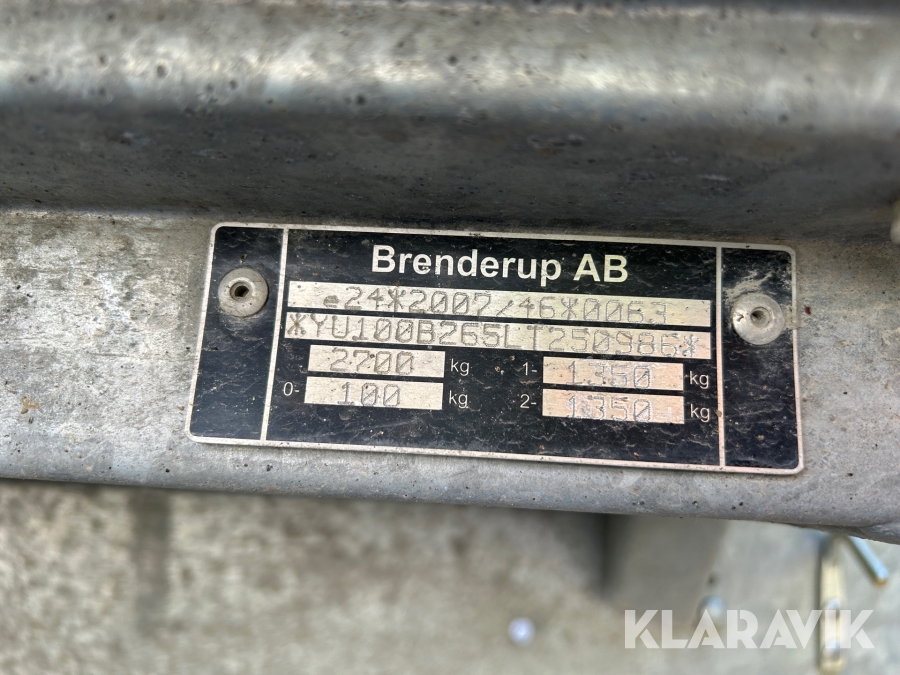 Brenderup AB
e24*2007/46*0063
*YU100B265LT250986*
2700 kg 1- 1350 kg
0- 100 kg 2- 1350 kg
KLARAVIK